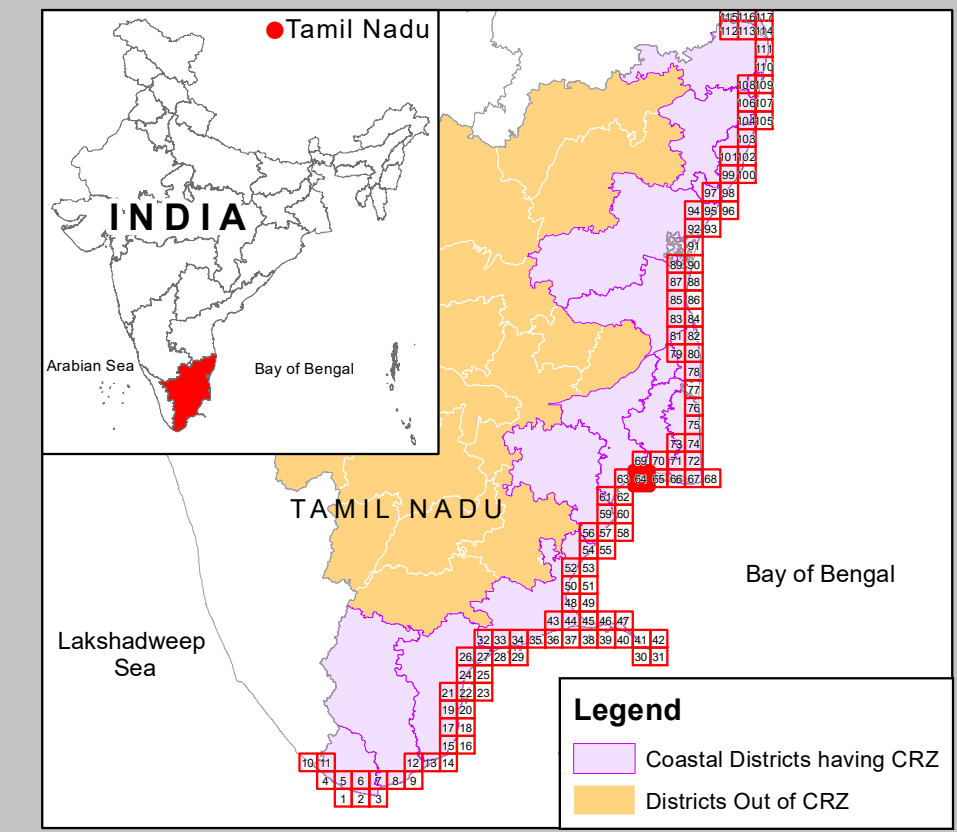 Tamil Nadu
INDIA
Arabian Sea
Bay of Bengal
TAMIL NADU
Lakshadweep
Sea
Bay of Bengal
115 116 117
112 113 114
111
110
108 109
106 107
104 105
103
101 102
99 100
97 98
94 95 96
92 93
91
89 90
87 88
85 86
83 84
81 82
79 80
78
77
76
75
73 74
69 70 71 72
63 64 65 66 67 68
61 62
59 60
56 57 58
54 55
52 53
50 51
48 49
43 44 45 46 47
32 33 34 35 36 37 38 39 40 41 42
26 27 28 29 30 31
24 25
21 22 23
19 20
17 18
15 16
10 11 12 13 14
4 5 6 7 8 9
1 2 3
Legend
Coastal Districts having CRZ
Districts Out of CRZ